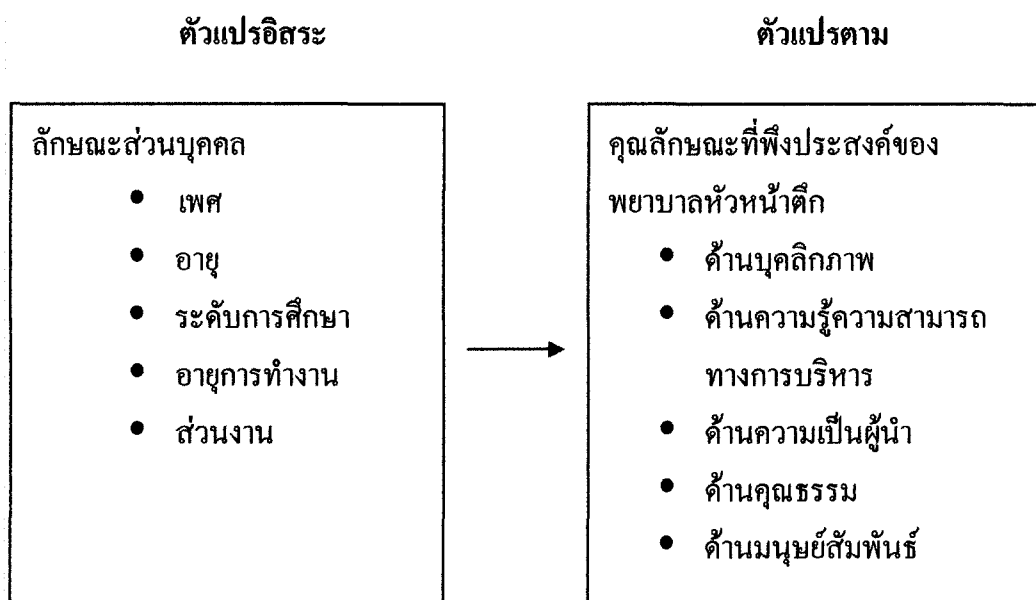 ตัวแปรอิสระ
ลักษณะส่วนบุคคล
• เพศ
• อายุ
• ระดับการศึกษา
• อายุการทำงาน
• ส่วนงาน
ตัวแปรตาม
คุณลักษณะที่พึงประสงค์ของ
พยาบาลหัวหน้าตึก
• ด้านบุคลิกภาพ
• ด้านความรู้ความสามารถ
ทางการบริหาร
• ด้านความเป็นผู้นำ
• ด้านคุณธรรม
• ด้านมนุษย์สัมพันธ์